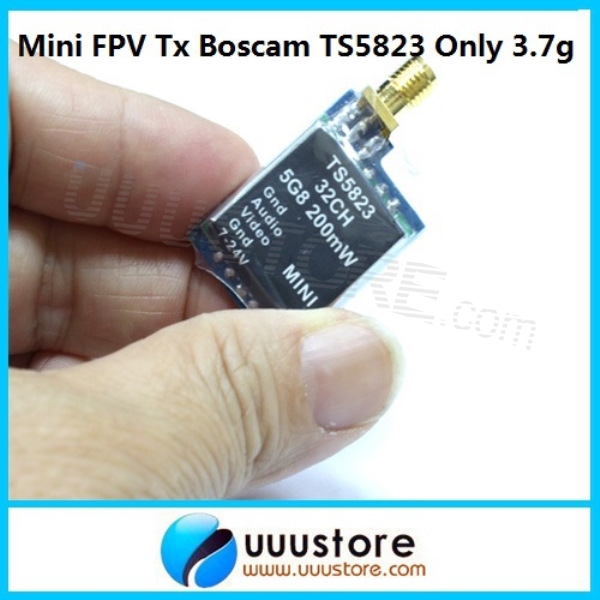 Mini FPV Tx Boscam TS5823 Only 3.7g
TS5823
32CH
5G8 200mW
Gnd
Audio
Video
Gnd
7-24V
MINI
.com
uuustore
www.uuustore.com